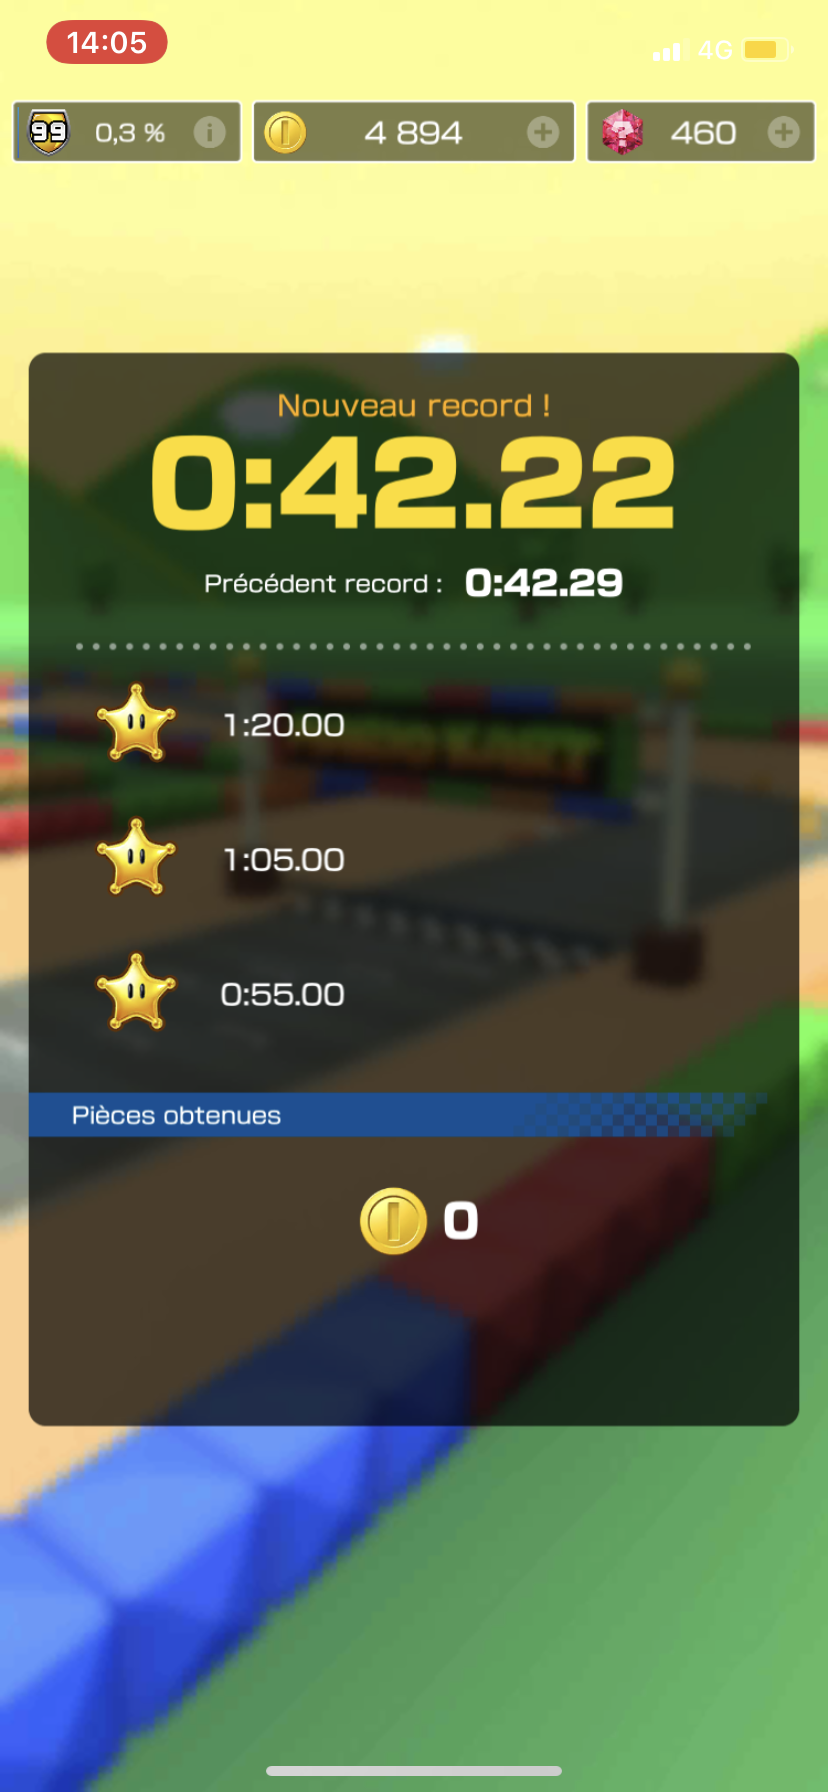 14:05
4G
99 0,3 % 4 894 460
Nouveau record !
0:42.22
Précédent record : 0:42.29
1:20.00
1:05.00
0:55.00
Pièces obtenues
0